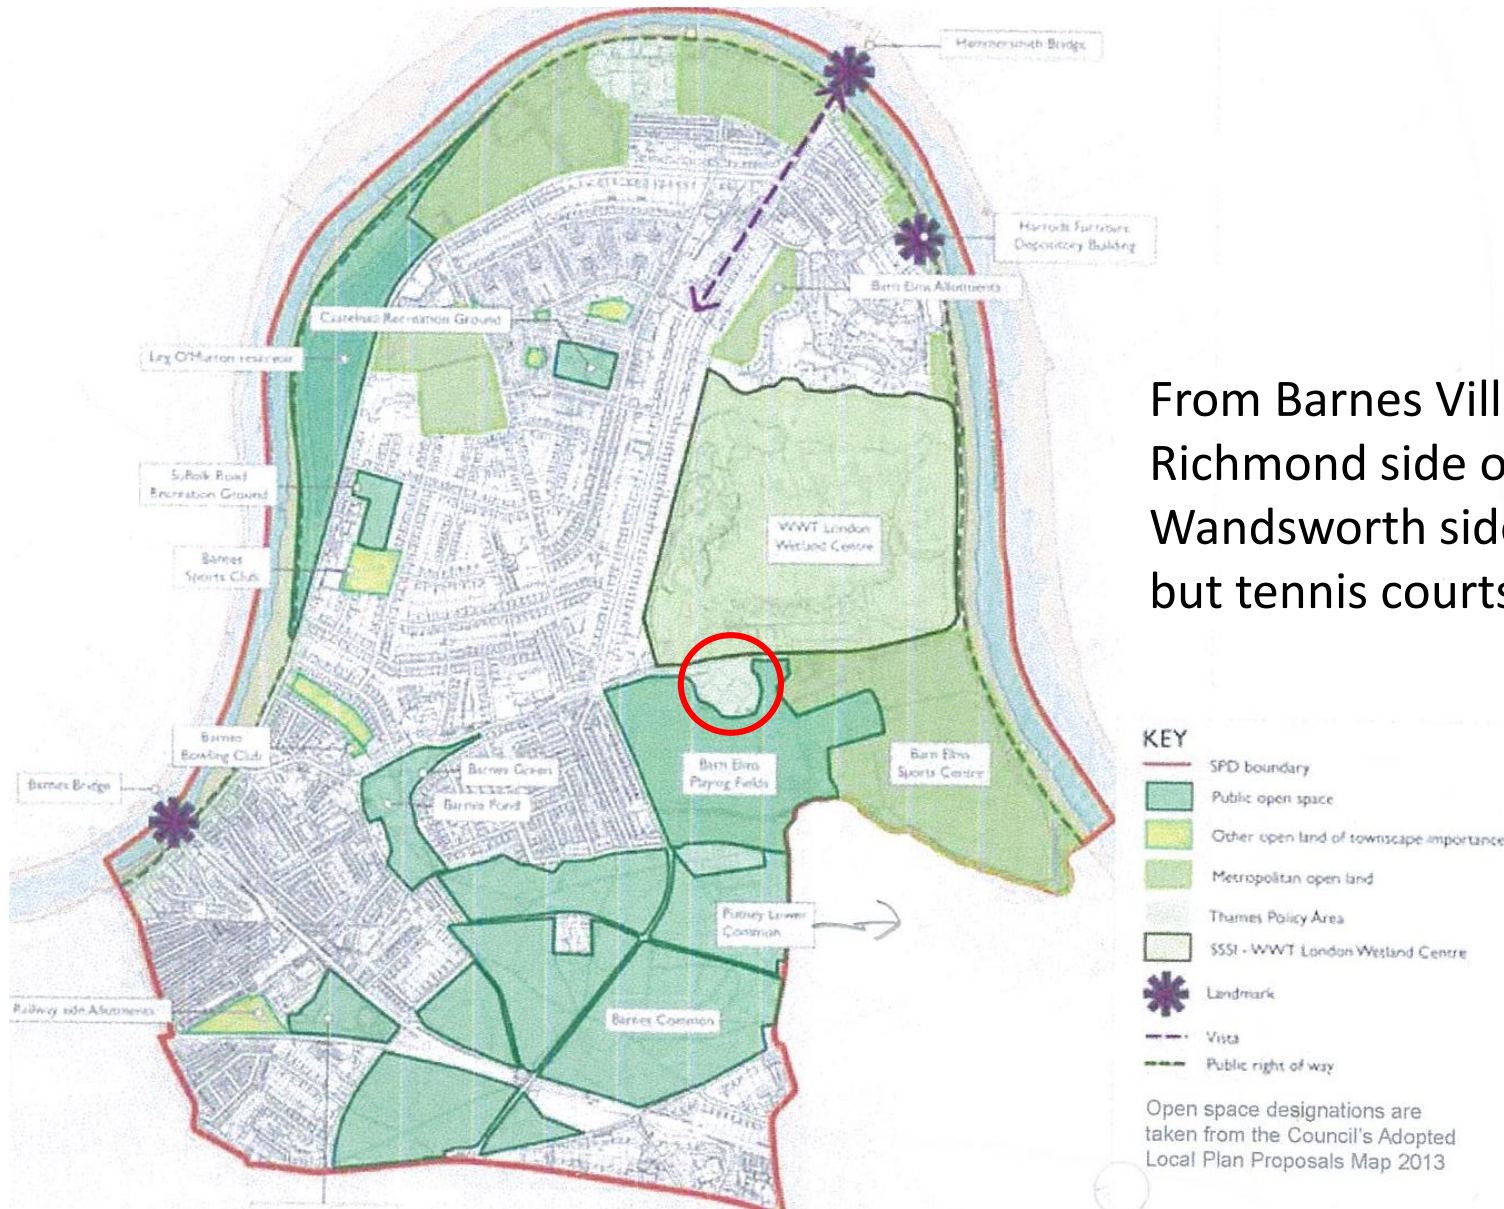 Hammersmith Bridge
Harrods Furniture
Depository Building
Barn Elms Allotments
Castelnau Recreation Ground
Leg O'Mutton reservoir
Suffolk Road
Recreation Ground
Barnes
Sports Club
WWT London
Wetland Centre
Barnes
Bowling Club
Barnes Bridge
Barnes Green
Barnes Pond
Barn Elms
Playing Fields
Barn Elms
Sports Centre
Putney Lower
Common
Railway side Allotments
Barnes Common
From Barnes Vill
Richmond side o
Wandsworth side
but tennis courts
KEY
SPD boundary
Public open space
Other open land of townscape importance
Metropolitan open land
Thames Policy Area
SSSI - WWT London Wetland Centre
Landmark
Vista
Public right of way
Open space designations are
taken from the Council's Adopted
Local Plan Proposals Map 2013